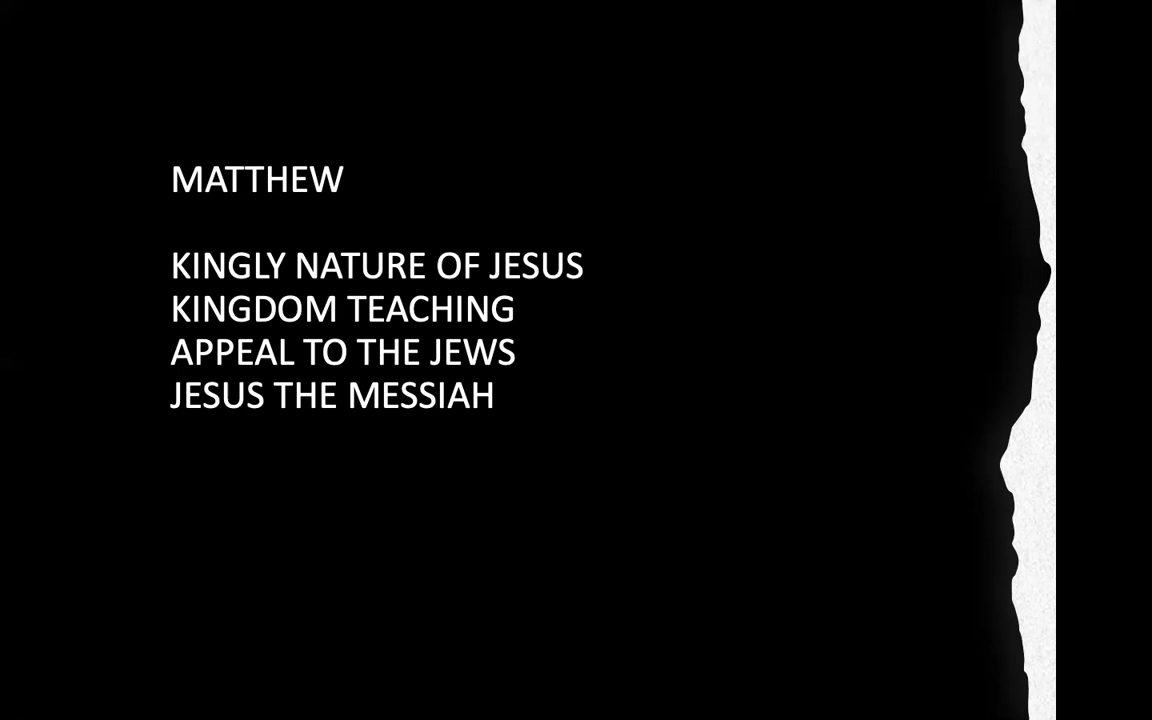 MATTHEW
KINGLY NATURE OF JESUS
KINGDOM TEACHING
APPEAL TO THE JEWS
JESUS THE MESSIAH